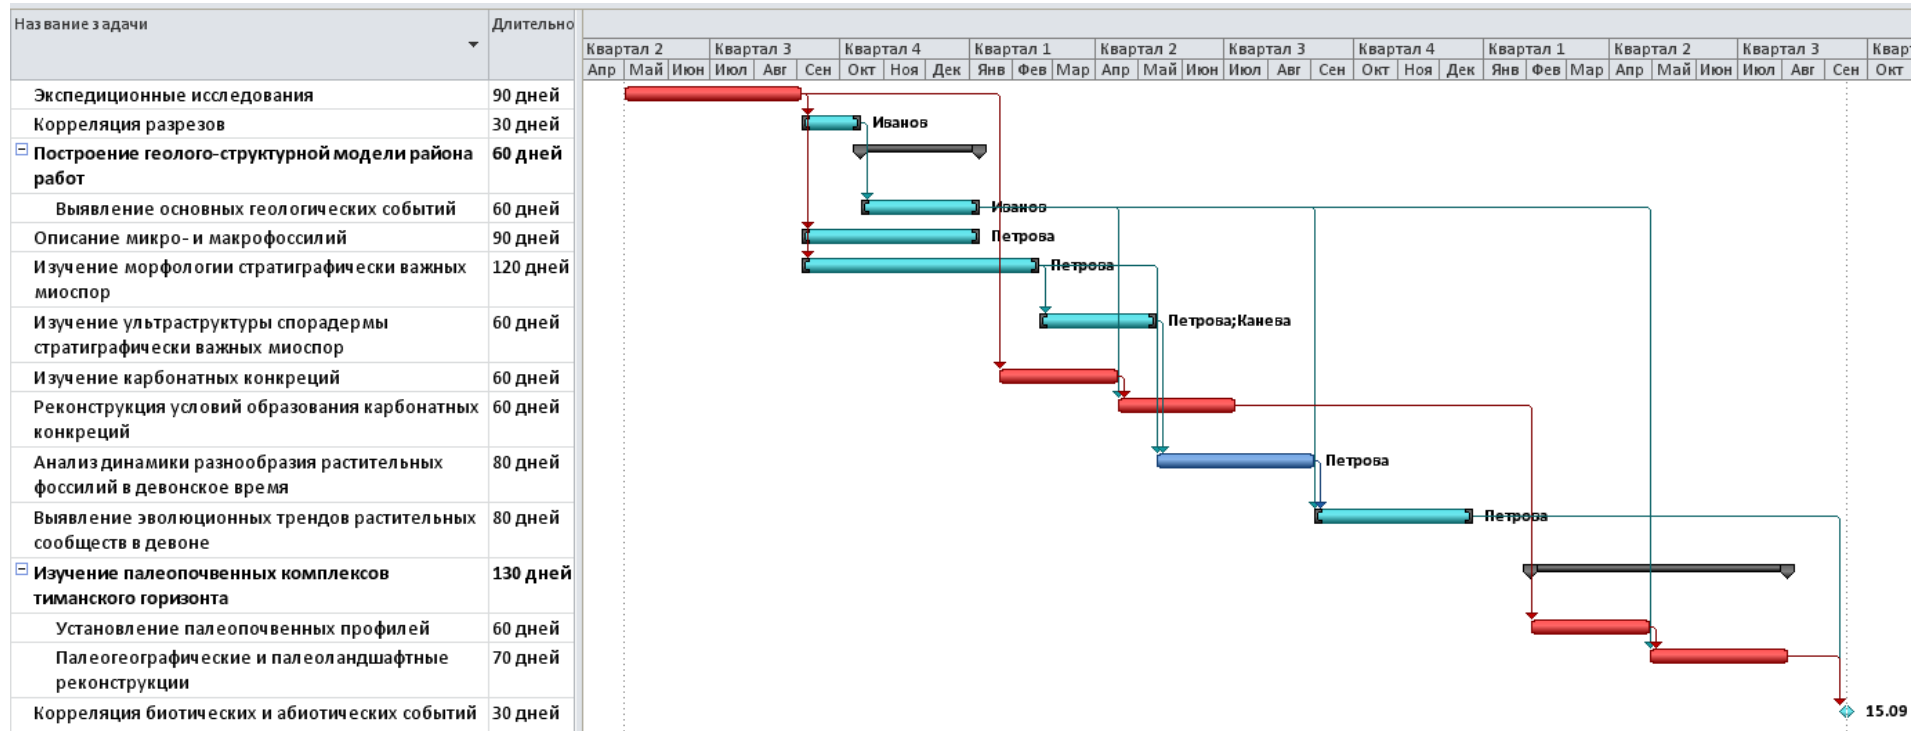 Название задачи Длительно
Квартал 2 Квартал 3 Квартал 4 Квартал 1 Квартал 2 Квартал 3 Квартал 4 Квартал 1 Квартал 2 Квартал 3 Квар
Апр Май Июн Июл Авг Сен Окт Ноя Дек Янв Фев Мар Апр Май Июн Июл Авг Сен Окт Ноя Дек Янв Фев Мар Апр Май Июн Июл Авг Сен Окт
Экспедиционные исследования 90 дней
Корреляция разрезов 30 дней Иванов
Построение геолого-структурной модели района 60 дней
работ
Выявление основных геологических событий 60 дней Иванов
Описание микро- и макрофоссилий 90 дней Петрова
Изучение морфологии стратиграфически важных 120 дней Петрова
миоспор
Изучение ультраструктуры спорадермы 60 дней Петрова;Канева
стратиграфически важных миоспор
Изучение карбонатных конкреций 60 дней
Реконструкция условий образования карбонатных 60 дней
конкреций
Анализ динамики разнообразия растительных 80 дней Петрова
фоссилий в девонское время
Выявление эволюционных трендов растительных 80 дней Петрова
сообществ в девоне
Изучение палеопочвенных комплексов 130 дней
тиманского горизонта
Установление палеопочвенных профилей 60 дней
Палеогеографические и палеоландшафтные 70 дней
реконструкции
Корреляция биотических и абиотических событий 30 дней 15.09